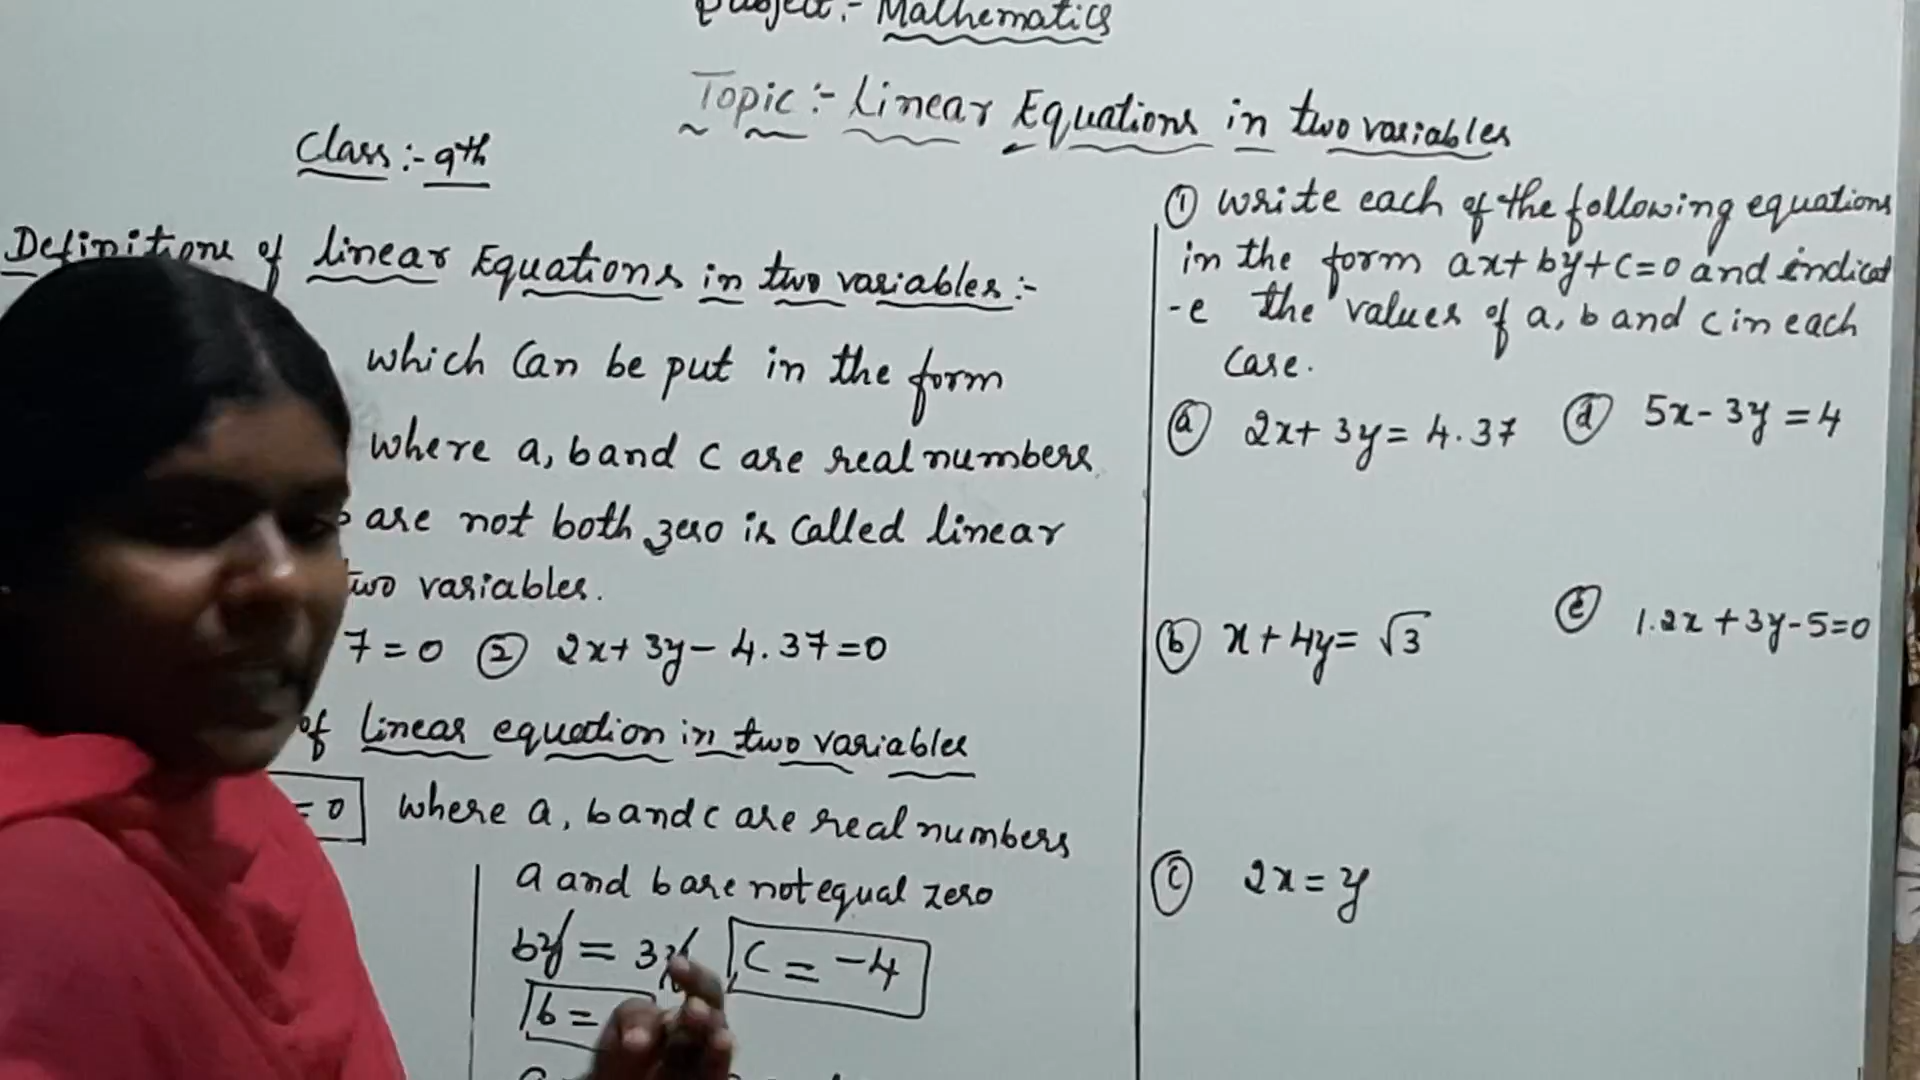 Subject:- Mathematics
Topic:- Linear Equations in two variables
Class:- 9th
Definitions of linear Equations in two variables:-
which Can be put in the form
where a, b and c are real numbers
b are not both zero is called linear
two variables.
7=0 ② 2x+3y-4.37=0
of linear equation in two variables
=0 where a, b and c are real numbers
a and b are not equal zero
by = 3y c = -4
b =
① Write each of the following equations
in the form ax+by+c=0 and indicat
-e the values of a, b and c in each
case.
ⓐ 2x+3y=4.37 ⓓ 5x-3y=4
ⓑ x+4y=√3 ⓔ 1.2x+3y-5=0
ⓒ 2x=y